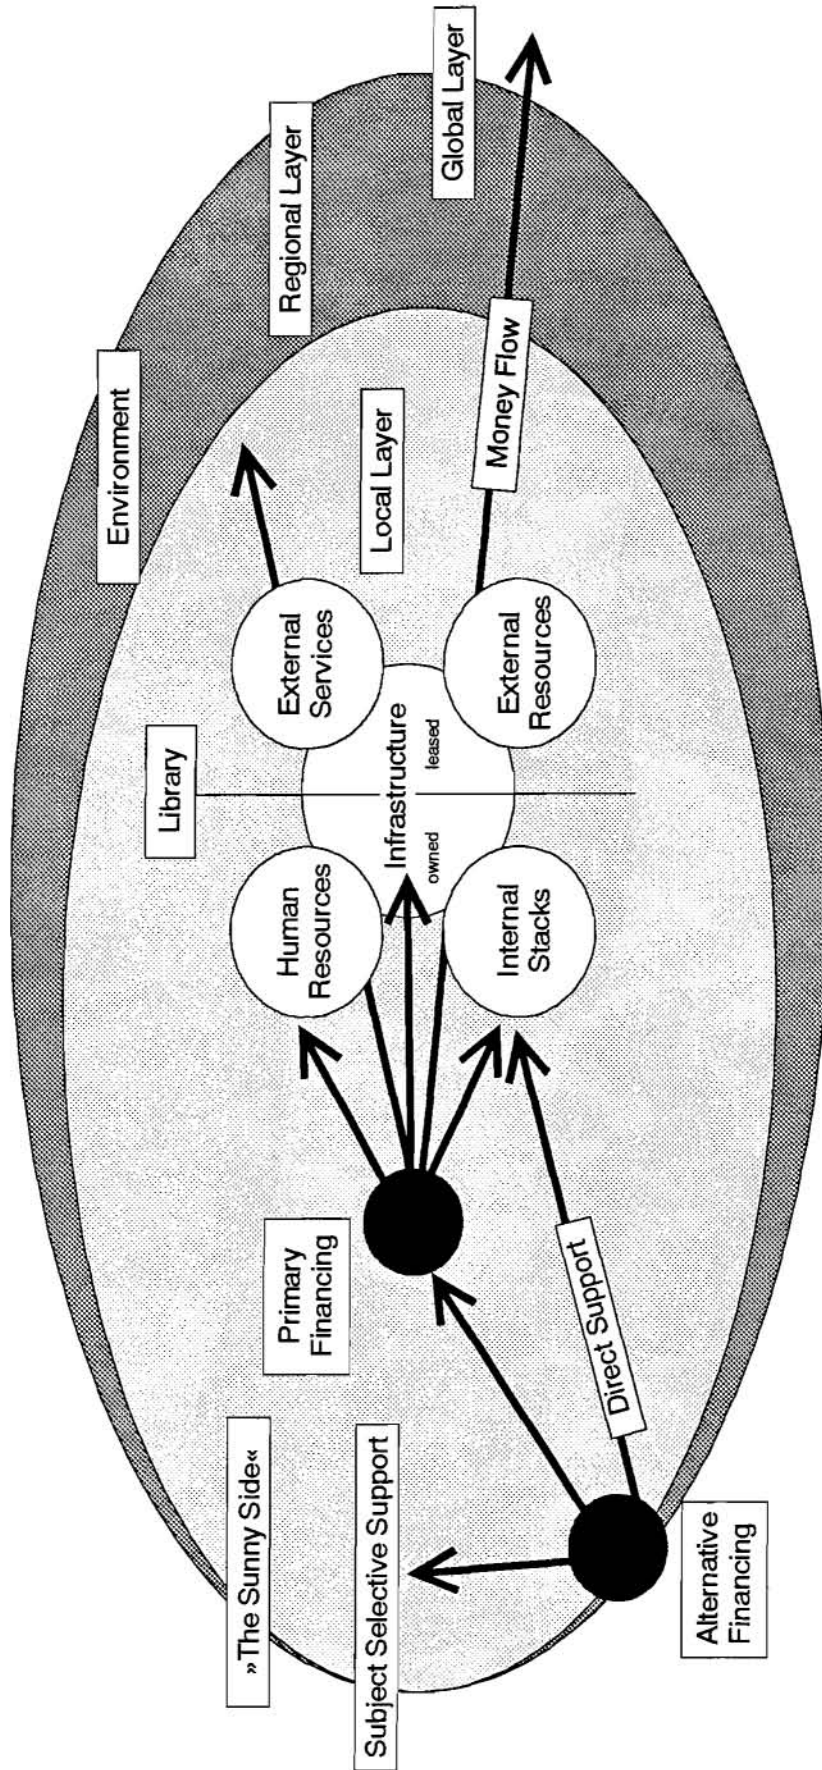 Environment
Regional Layer
Global Layer
Library
Local Layer
Money Flow
External
Services
External
Resources
Infrastructure
owned
leased
Human
Resources
Internal
Stacks
Primary
Financing
»The Sunny Side«
Subject Selective Support
Direct Support
Alternative
Financing